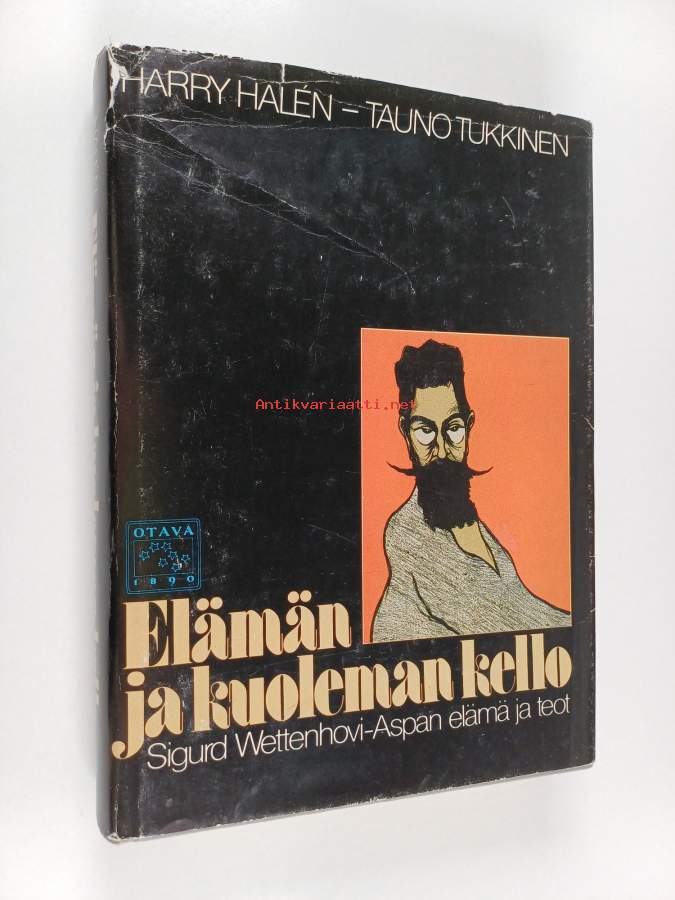 HARRY HALÉN – TAUNO TUKKINEN
Antikvariaatti.net
OTAVA
1890
Elämän
ja kuoleman kello
Sigurd Wettenhovi-Aspan elämä ja teot